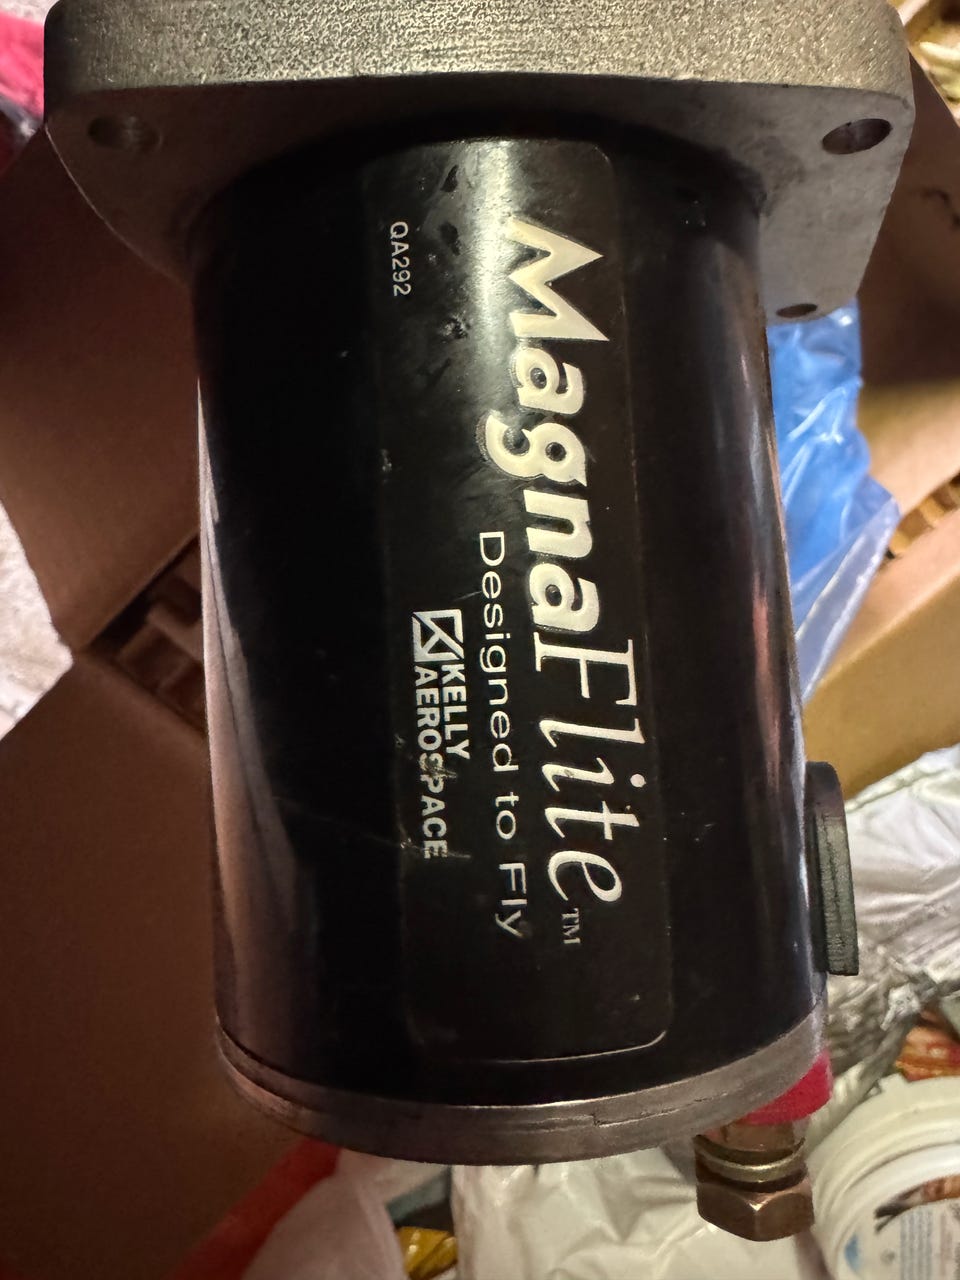 MagnaFlite™
Designed to Fly
KELLY
AEROSPACE
QA292